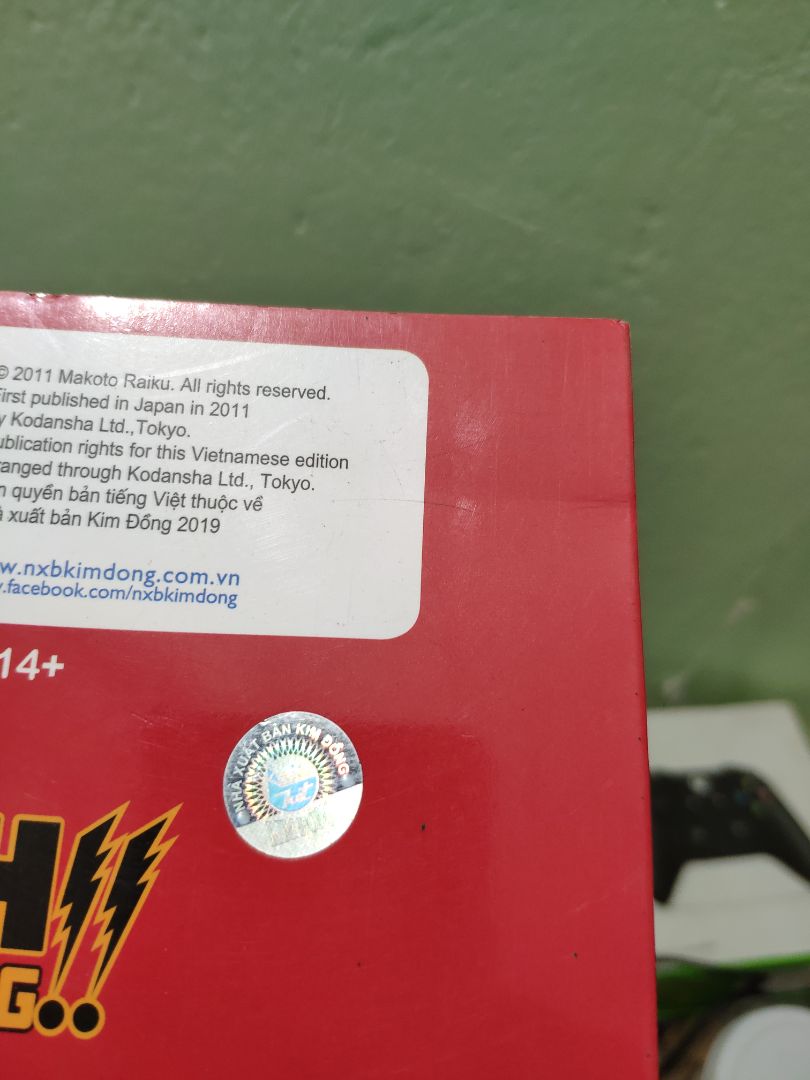 © 2011 Makoto Raiku. All rights reserved.
First published in Japan in 2011
y Kodansha Ltd.,Tokyo.
ublication rights for this Vietnamese edition
ranged through Kodansha Ltd., Tokyo.
n quyền bản tiếng Việt thuộc về
à xuất bản Kim Đồng 2019
w.nxbkimdong.com.vn
.facebook.com/nxbkimdong
14+
NHÀ XUẤT BẢN KIM ĐỒNG
H!!
G..